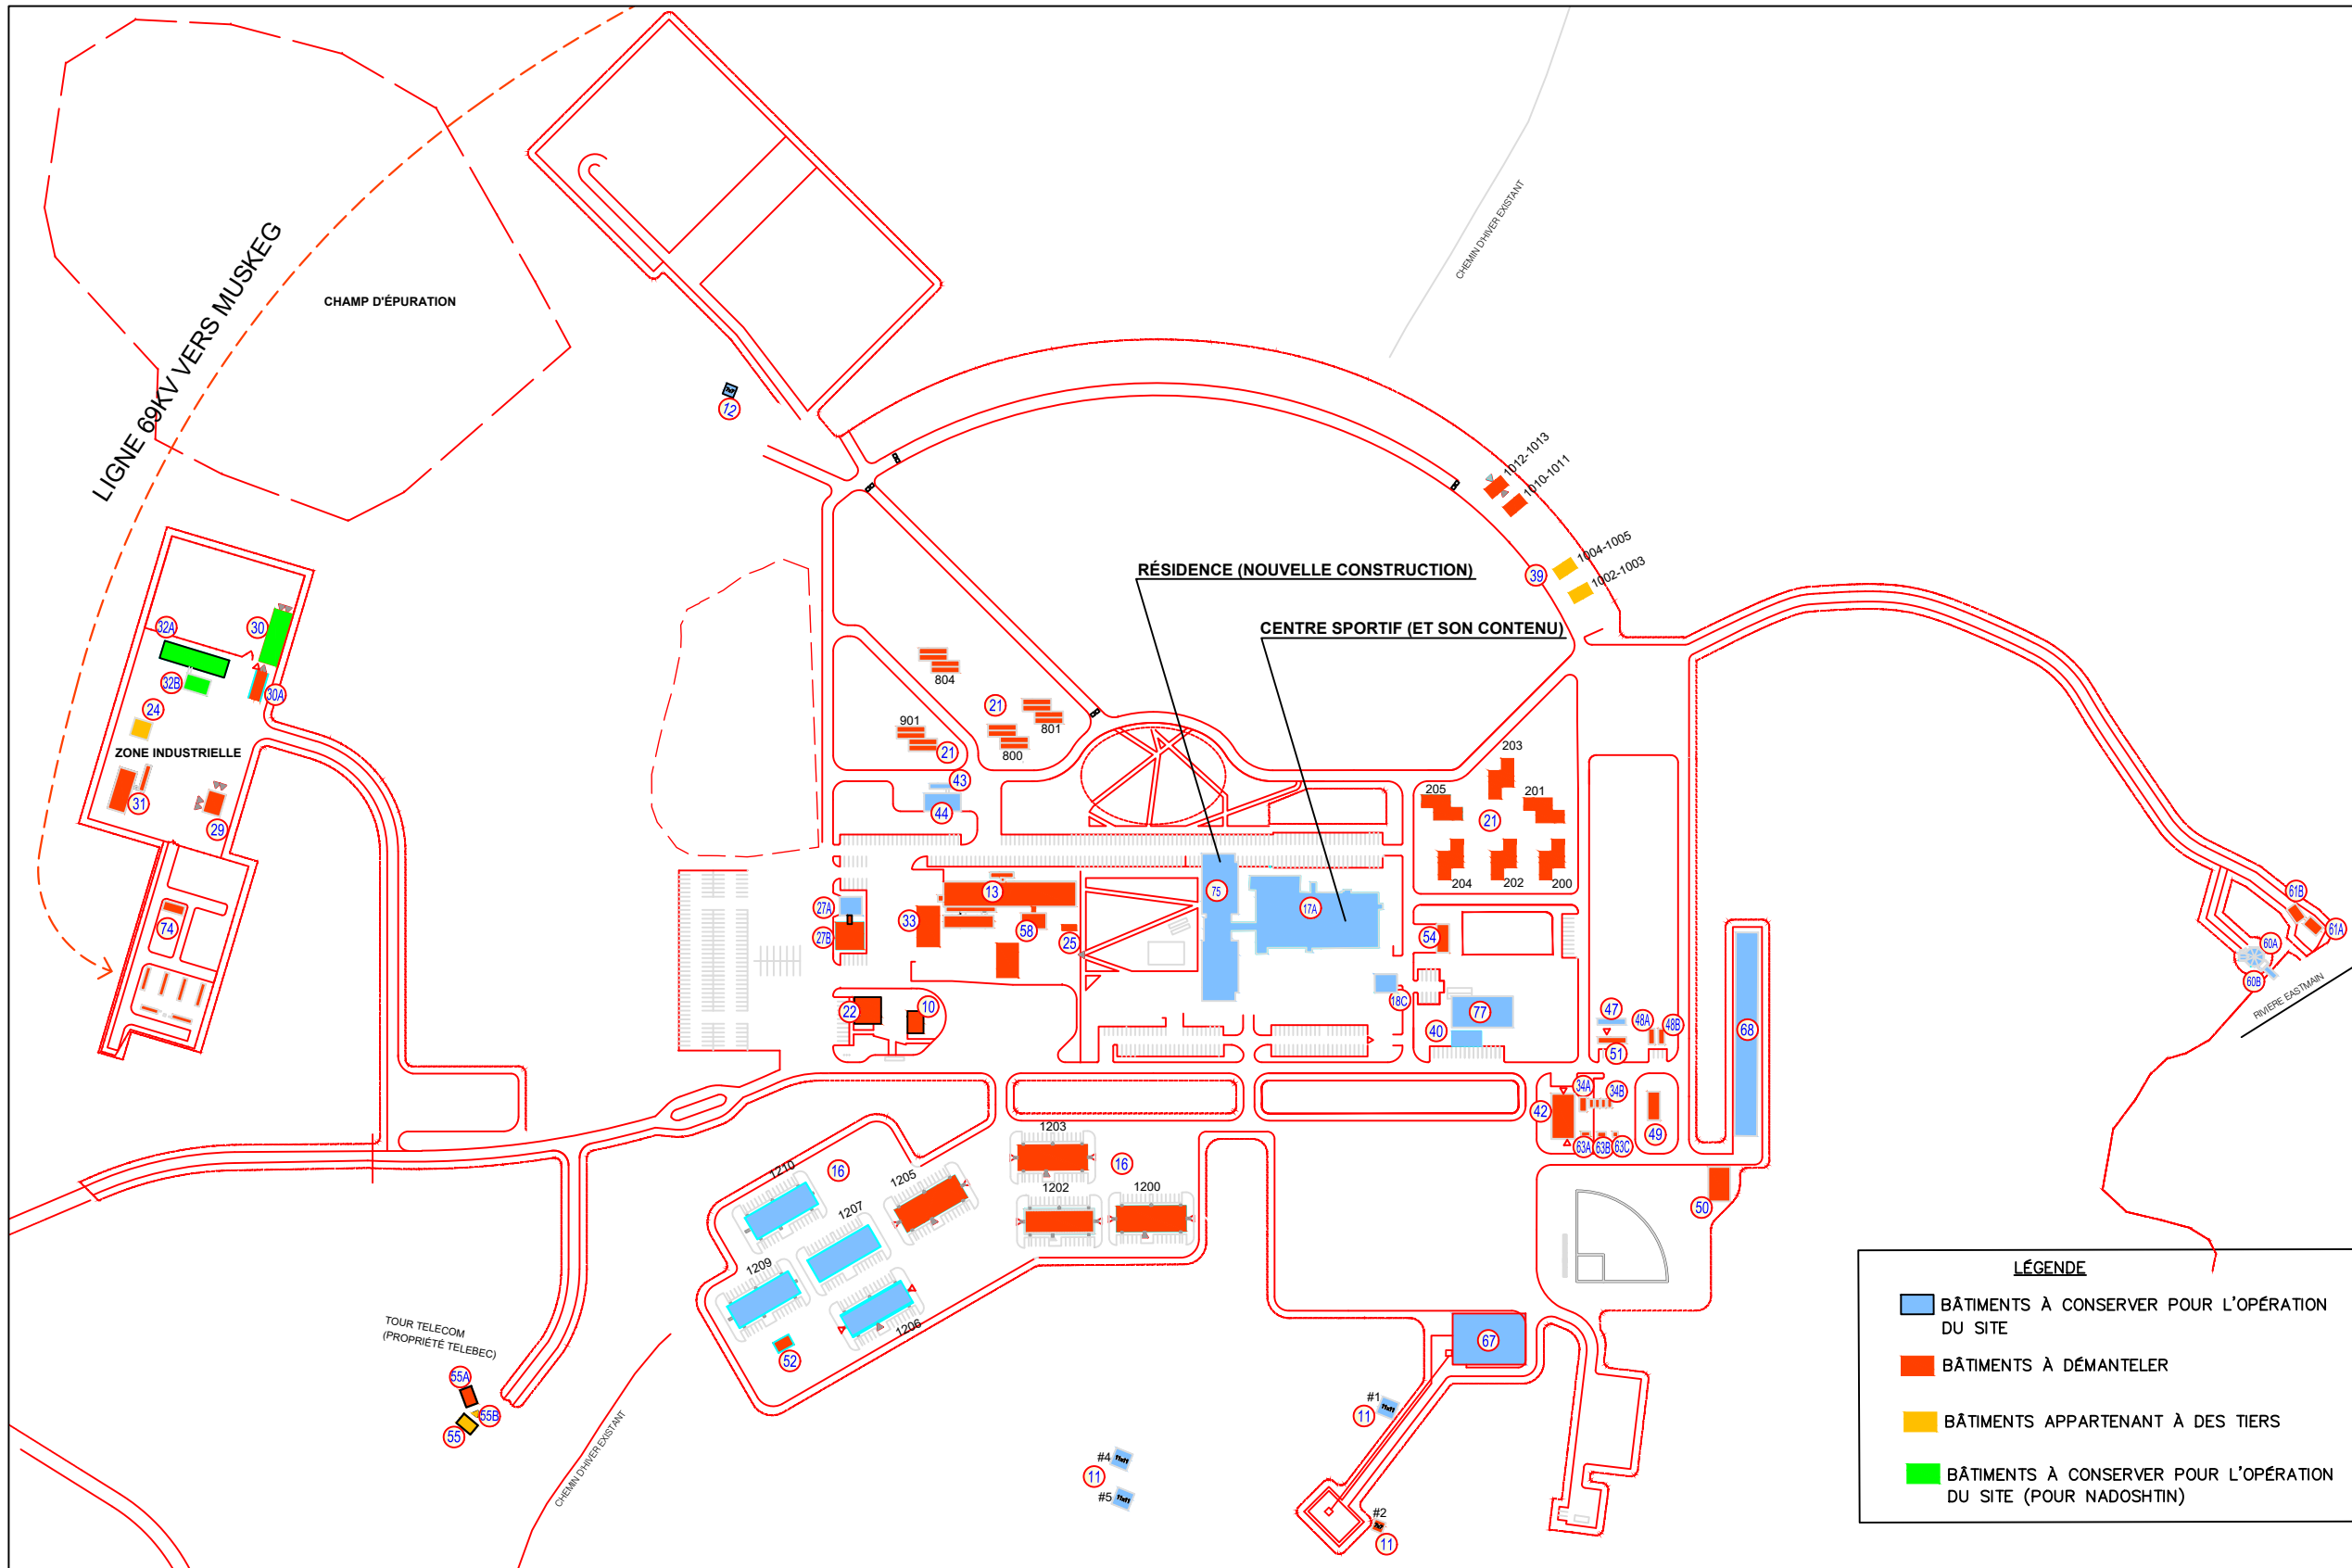 LIGNE 69KV VERS MUSKEG
CHAMP D'ÉPURATION
CHEMIN D'HIVER EXISTANT
12
1012-1013
1010-1011
1004-1005
1002-1003
39
RÉSIDENCE (NOUVELLE CONSTRUCTION)
CENTRE SPORTIF (ET SON CONTENU)
32A
30
32B
30A
24
ZONE INDUSTRIELLE
31
29
74
804
21
801
800
901
21
43
44
203
205
201
21
204
202
200
27A
27B
33
13
58
25
75
17A
54
22
10
18C
77
40
47
48A
48B
51
68
61B
61A
60A
60B
RIVIERE EASTMAIN
34A
34B
42
49
63A
63B
63C
50
1203
16
1202
1200
1210
16
1205
1207
1209
1206
52
TOUR TELECOM
(PROPRIÉTÉ TELEBEC)
55A
55B
55
CHEMIN D'HIVER EXISTANT
67
#1
11
#4
11
#5
#2
11
LÉGENDE
BÂTIMENTS À CONSERVER POUR L'OPÉRATION
DU SITE
BÂTIMENTS À DÉMANTELER
BÂTIMENTS APPARTENANT À DES TIERS
BÂTIMENTS À CONSERVER POUR L'OPÉRATION
DU SITE (POUR NADOSHTIN)